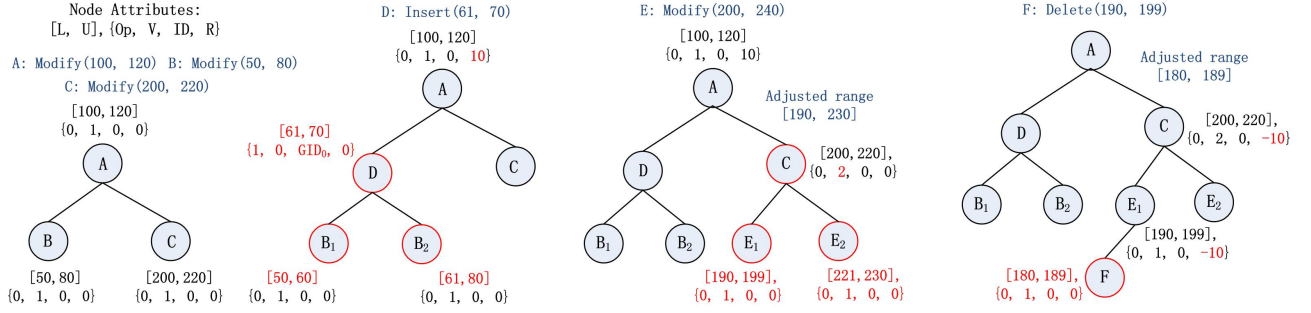 Node Attributes:
[L, U], {Op, V, ID, R}
A: Modify(100, 120) B: Modify(50, 80)
C: Modify(200, 220)
[100,120]
{0, 1, 0, 0}
A
B
C
[50,80]
{0, 1, 0, 0}
[200,220]
{0, 1, 0, 0}
D: Insert(61, 70)
[100,120]
{0, 1, 0, 10}
A
[61,70]
{1, 0, GID₀, 0}
D
C
B₁
B₂
[50,60]
{0, 1, 0, 0}
[61,80]
{0, 1, 0, 0}
E: Modify(200, 240)
[100,120]
{0, 1, 0, 10}
A
Adjusted range
[190, 230]
D
C
[200,220],
{0, 2, 0, 0}
B₁
B₂
E₁
E₂
[190,199],
{0, 1, 0, 0}
[221,230],
{0, 1, 0, 0}
F: Delete(190, 199)
A
Adjusted range
[180, 189]
D
C
[200,220],
{0, 2, 0, -10}
B₁
B₂
E₁
E₂
[190,199],
{0, 1, 0, -10}
[180,189],
{0, 1, 0, 0}
F